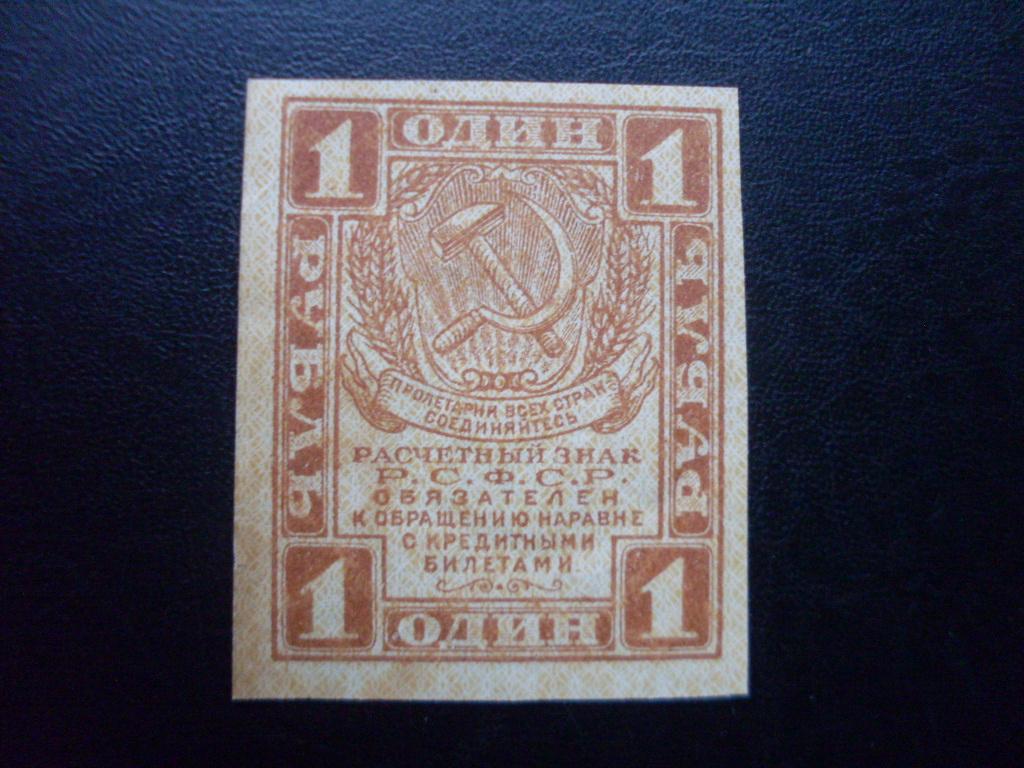 1 ОДИН 1
РУБЛЬ
РУБЛЬ
ПРОЛЕТАРИИ ВСЕХ СТРАН
СОЕДИНЯЙТЕСЬ
РАСЧЕТНЫЙ ЗНАК
Р. С. Ф. С. Р.
ОБЯЗАТЕЛЕН
К ОБРАЩЕНИЮ НАРАВНЕ
С КРЕДИТНЫМИ
БИЛЕТАМИ.
1 ОДИН 1